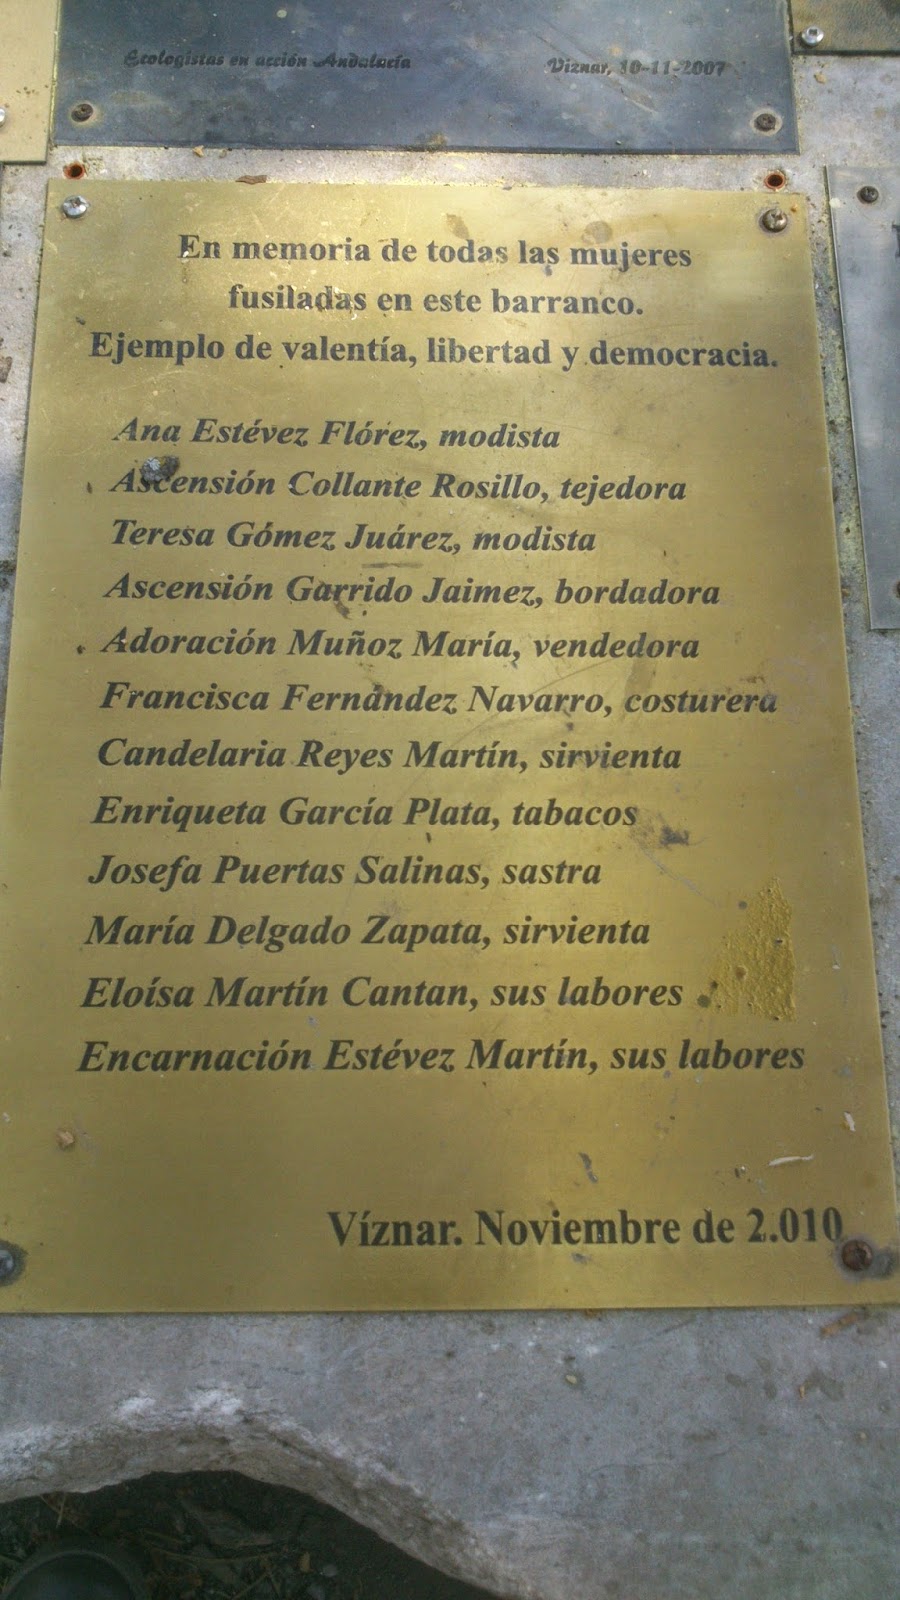 Ecologistas en acción Andalucía
Víznar, 10-11-2007
En memoria de todas las mujeres
fusiladas en este barranco.
Ejemplo de valentía, libertad y democracia.
Ana Estévez Flórez, modista
Ascensión Collante Rosillo, tejedora
Teresa Gómez Juárez, modista
Ascensión Garrido Jaimez, bordadora
Adoración Muñoz María, vendedora
Francisca Fernández Navarro, costurera
Candelaria Reyes Martín, sirvienta
Enriqueta García Plata, tabacos
Josefa Puertas Salinas, sastra
María Delgado Zapata, sirvienta
Eloísa Martín Cantan, sus labores
Encarnación Estévez Martín, sus labores
Víznar. Noviembre de 2.010